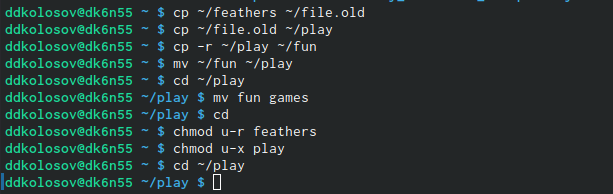 ddkolosov@dk6n55 ~ $ cp ~/feathers ~/file.old
ddkolosov@dk6n55 ~ $ cp ~/file.old ~/play
ddkolosov@dk6n55 ~ $ cp -r ~/play ~/fun
ddkolosov@dk6n55 ~ $ mv ~/fun ~/play
ddkolosov@dk6n55 ~ $ cd ~/play
ddkolosov@dk6n55 ~/play $ mv fun games
ddkolosov@dk6n55 ~/play $ cd
ddkolosov@dk6n55 ~ $ chmod u-r feathers
ddkolosov@dk6n55 ~ $ chmod u-x play
ddkolosov@dk6n55 ~ $ cd ~/play
ddkolosov@dk6n55 ~/play $